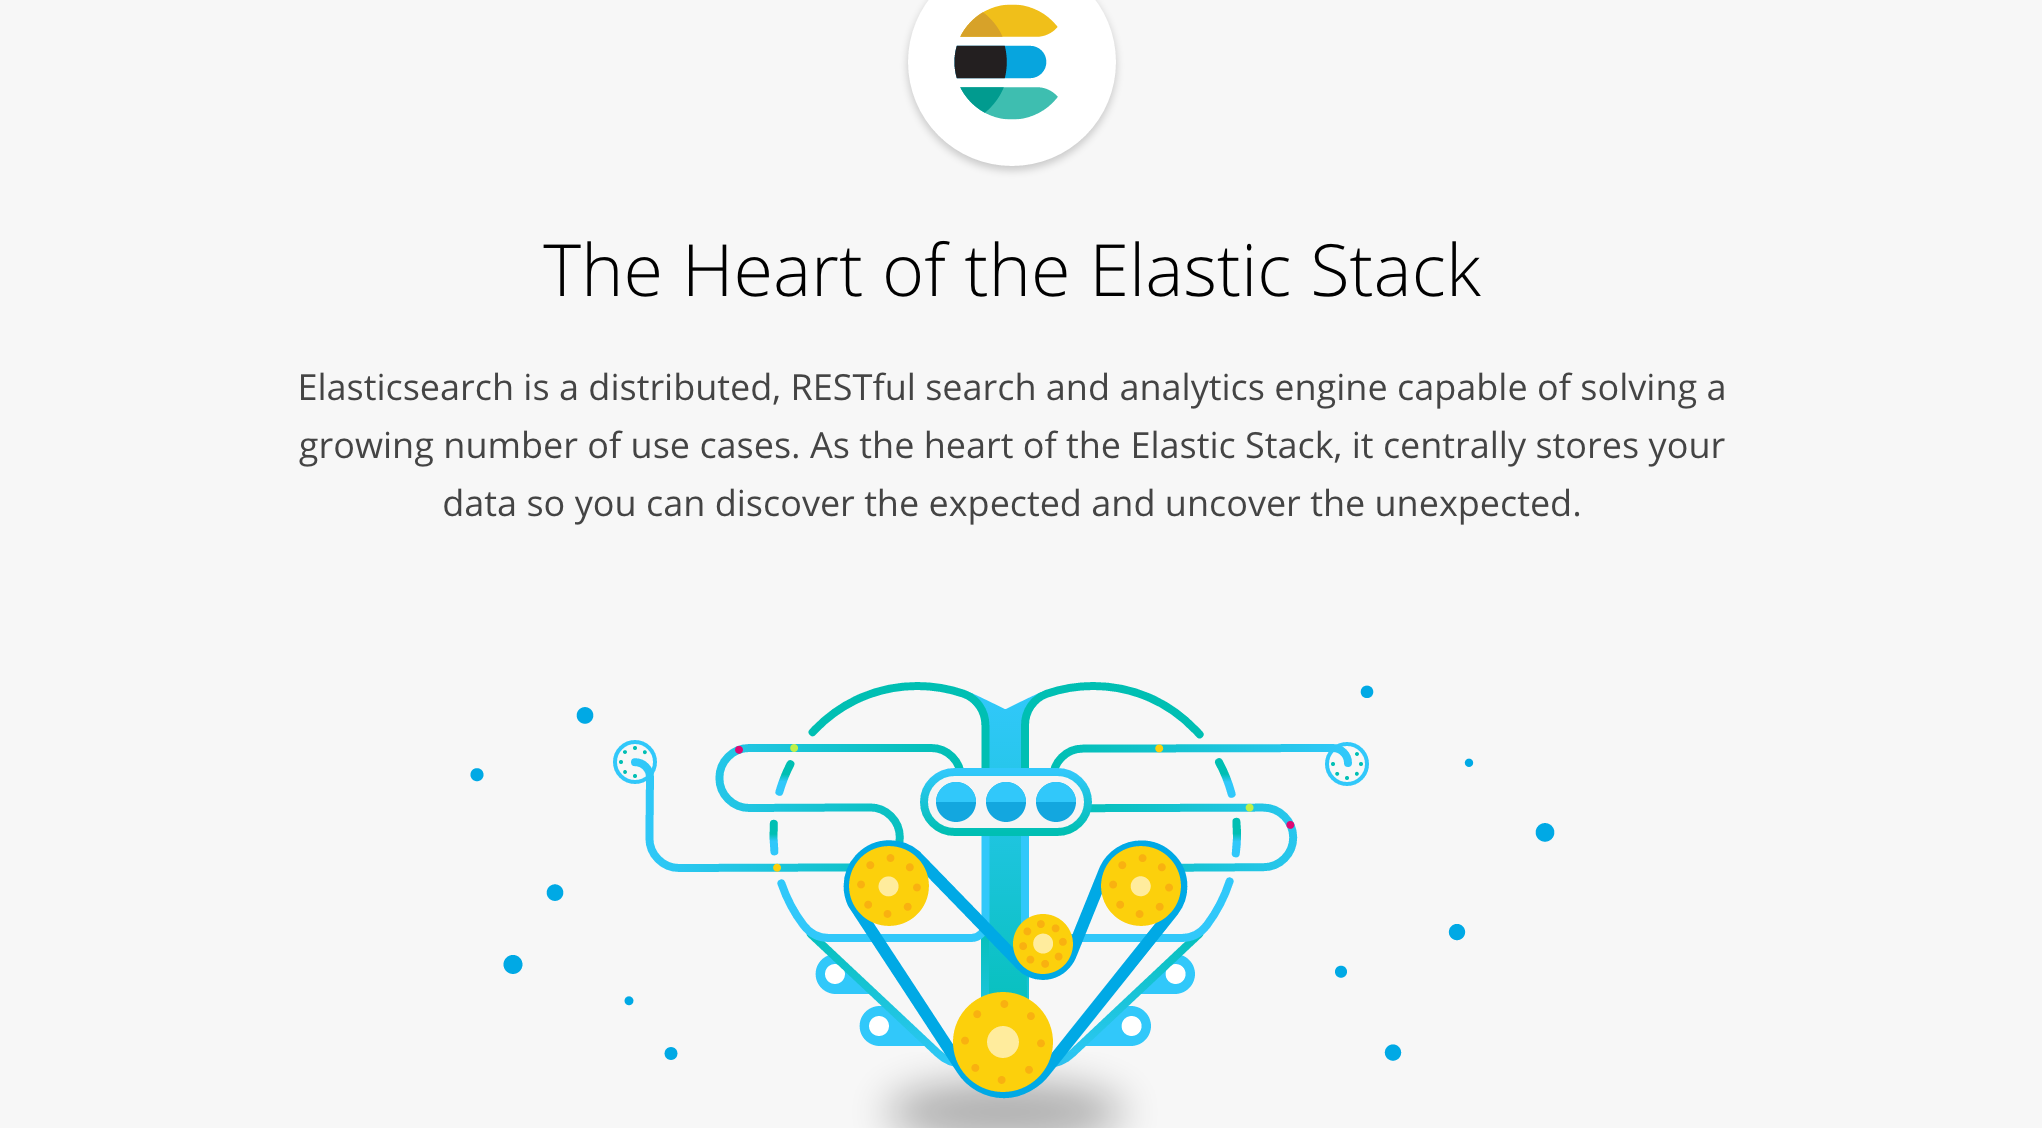 The Heart of the Elastic Stack
Elasticsearch is a distributed, RESTful search and analytics engine capable of solving a
growing number of use cases. As the heart of the Elastic Stack, it centrally stores your
data so you can discover the expected and uncover the unexpected.